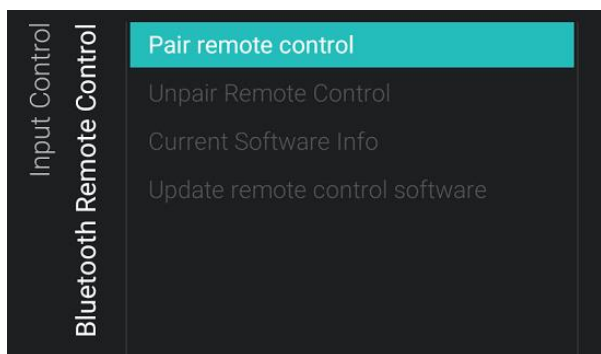 Input Control
Bluetooth Remote Control
Pair remote control
Unpair Remote Control
Current Software Info
Update remote control software